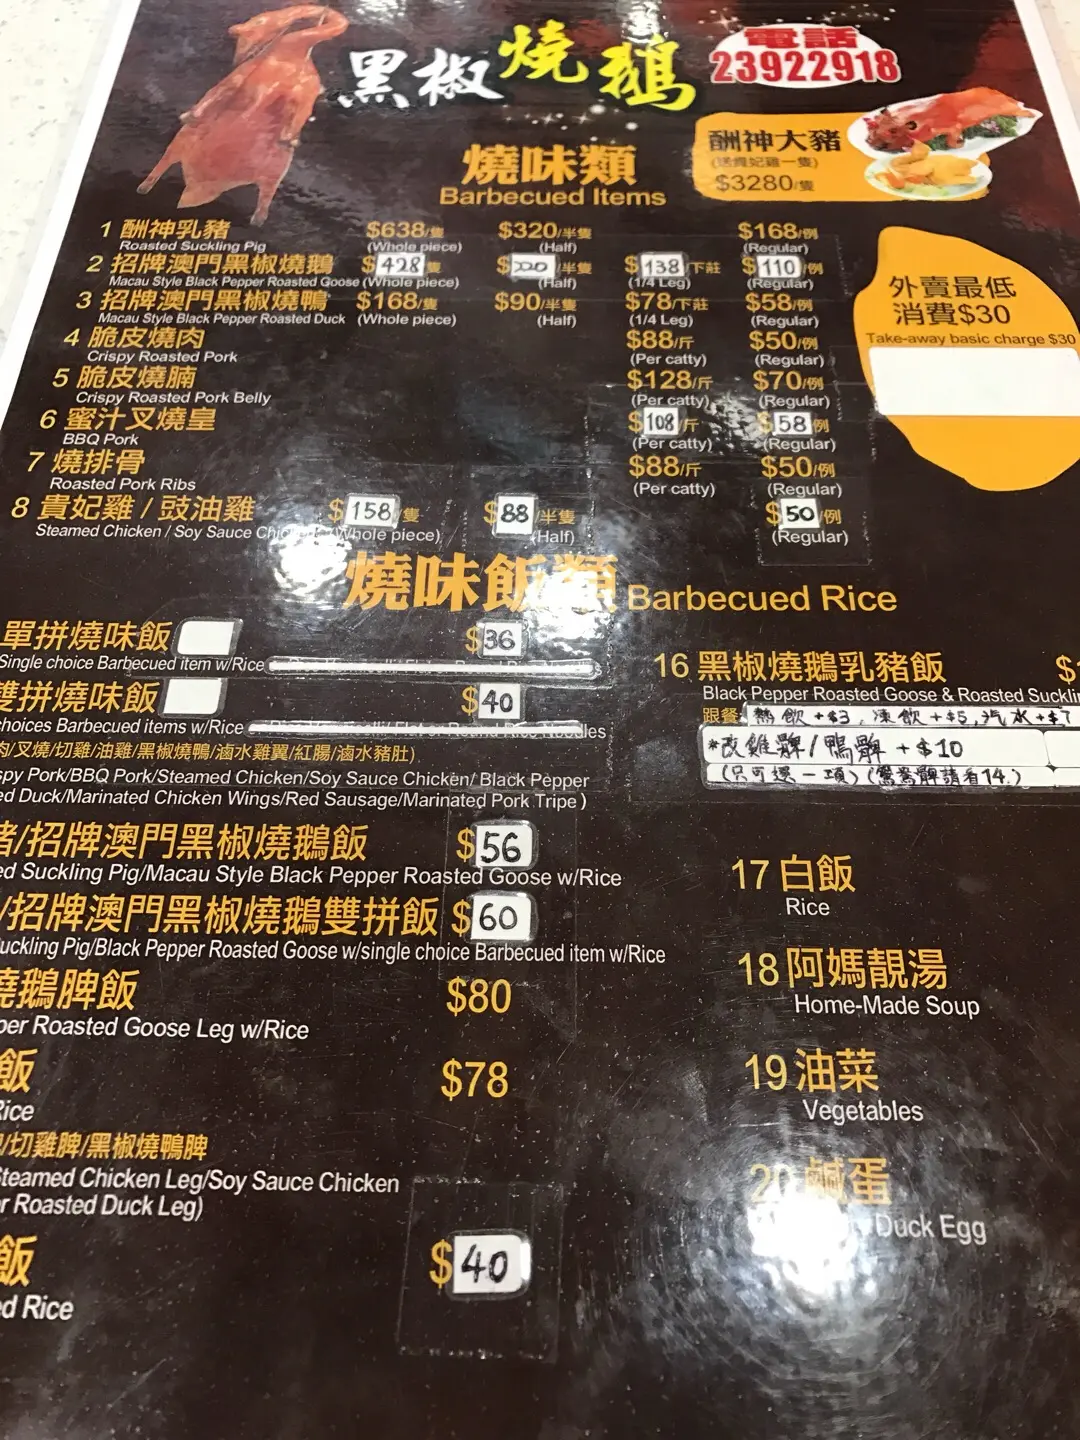 黑椒燒鵝
電話
23922918
酬神大豬
(送貴妃雞一隻)
$3280/隻
燒味類
Barbecued Items
1 酬神乳豬 $638/隻 $320/半隻 $168/例
Roasted Suckling Pig (Whole piece) (Half) (Regular)
2 招牌澳門黑椒燒鵝 $428隻 $220/半隻 $138/下莊 $110/例
Macau Style Black Pepper Roasted Goose (Whole piece) (Half) (1/4 Leg) (Regular)
3 招牌澳門黑椒燒鴨 $168/隻 $90/半隻 $78/下莊 $58/例
Macau Style Black Pepper Roasted Duck (Whole piece) (Half) (1/4 Leg) (Regular)
4 脆皮燒肉 $88/斤 $50/例
Crispy Roasted Pork (Per catty) (Regular)
5 脆皮燒腩 $128/斤 $70/例
Crispy Roasted Pork Belly (Per catty) (Regular)
6 蜜汁叉燒皇 $108/斤 $58例
BBQ Pork (Per catty) (Regular)
7 燒排骨 $88/斤 $50/例
Roasted Pork Ribs (Per catty) (Regular)
8 貴妃雞 / 豉油雞 $158/隻 $88/半隻 $50/例
Steamed Chicken / Soy Sauce (Whole piece) (Half) (Regular)
外賣最低
消費$30
Take-away basic charge $30
燒味飯類 Barbecued Rice
單拼燒味飯 $36
Single choice Barbecued item w/Rice
雙拼燒味飯 $40
choices Barbecued items w/Rice
肉/叉燒/切雞/油雞/黑椒燒鴨/滷水雞翼/紅腸/滷水豬肚)
spy Pork/BBQ Pork/Steamed Chicken/Soy Sauce Chicken/ Black Pepper
ed Duck/Marinated Chicken Wings/Red Sausage/Marinated Pork Tripe )
豬/招牌澳門黑椒燒鵝飯 $56
ed Suckling Pig/Macau Style Black Pepper Roasted Goose w/Rice
/招牌澳門黑椒燒鵝雙拼飯 $60
uckling Pig/Black Pepper Roasted Goose w/single choice Barbecued item w/Rice
燒鵝脾飯 $80
per Roasted Goose Leg w/Rice
飯 $78
Rice
/切雞脾/黑椒燒鴨脾
Steamed Chicken Leg/Soy Sauce Chicken
r Roasted Duck Leg)
飯 $40
ed Rice
16 黑椒燒鵝乳豬飯
Black Pepper Roasted Goose & Roasted Suckli
跟餐 熱飲+$3, 凍飲+$5, 汽水+$7
*改雞髀/鴨髀 +$10
(只可選一項) (鴛鴦髀請看14.)
17 白飯
Rice
18 阿媽靚湯
Home-Made Soup
19 油菜
Vegetables
20 鹹蛋
Duck Egg